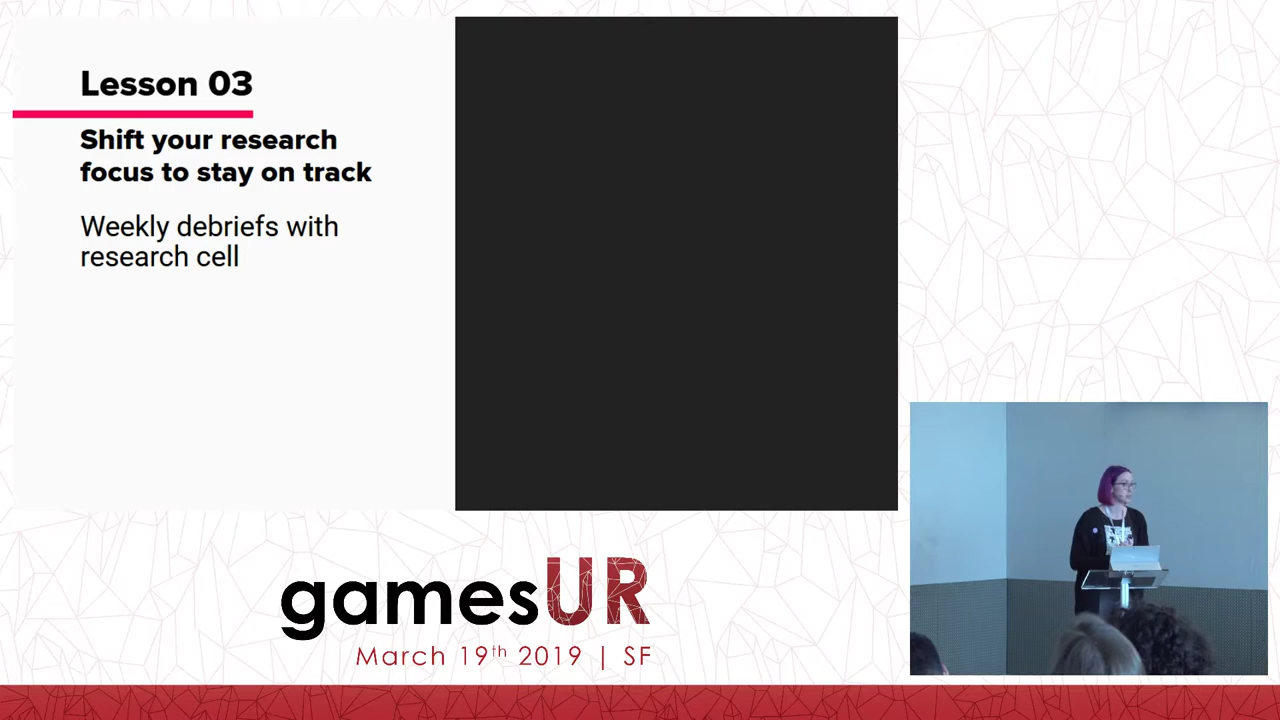 Lesson 03
Shift your research
focus to stay on track
Weekly debriefs with
research cell
gamesUR
March 19th 2019 | SF